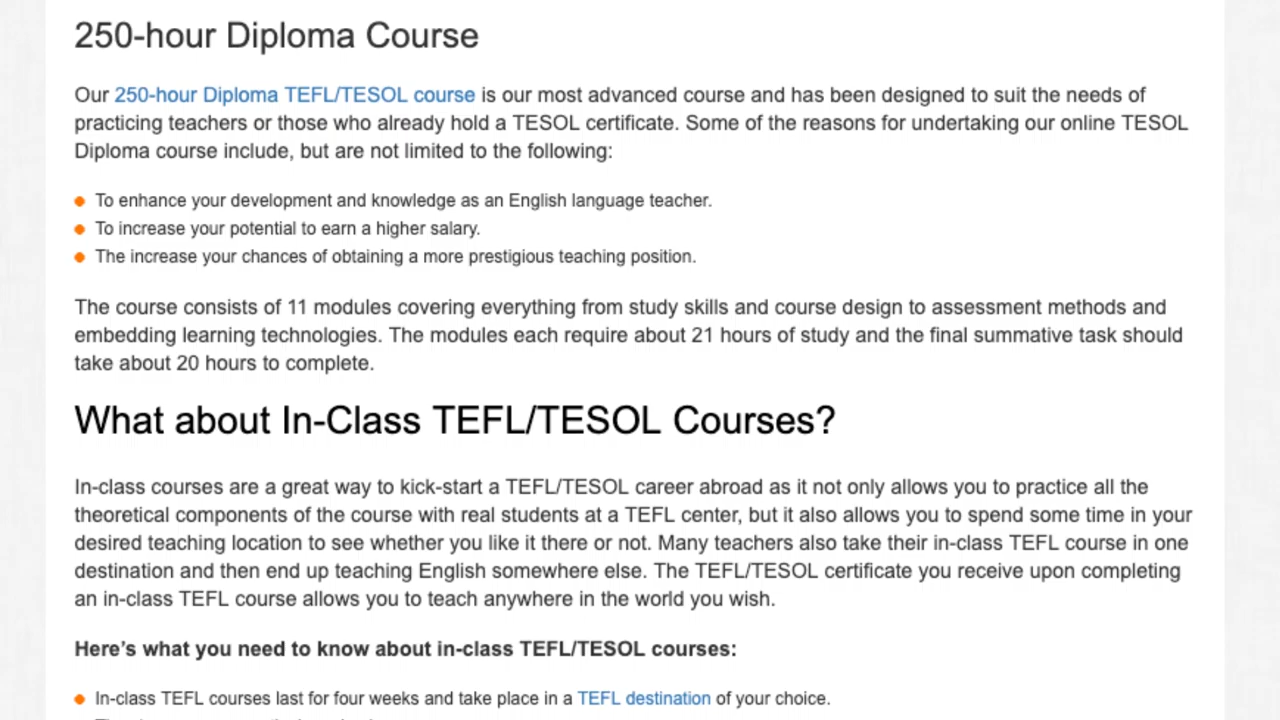 250-hour Diploma Course
Our 250-hour Diploma TEFL/TESOL course is our most advanced course and has been designed to suit the needs of
practicing teachers or those who already hold a TESOL certificate. Some of the reasons for undertaking our online TESOL
Diploma course include, but are not limited to the following:
To enhance your development and knowledge as an English language teacher.
To increase your potential to earn a higher salary.
The increase your chances of obtaining a more prestigious teaching position.
The course consists of 11 modules covering everything from study skills and course design to assessment methods and
embedding learning technologies. The modules each require about 21 hours of study and the final summative task should
take about 20 hours to complete.
What about In-Class TEFL/TESOL Courses?
In-class courses are a great way to kick-start a TEFL/TESOL career abroad as it not only allows you to practice all the
theoretical components of the course with real students at a TEFL center, but it also allows you to spend some time in your
desired teaching location to see whether you like it there or not. Many teachers also take their in-class TEFL course in one
destination and then end up teaching English somewhere else. The TEFL/TESOL certificate you receive upon completing
an in-class TEFL course allows you to teach anywhere in the world you wish.
Here’s what you need to know about in-class TEFL/TESOL courses:
In-class TEFL courses last for four weeks and take place in a TEFL destination of your choice.